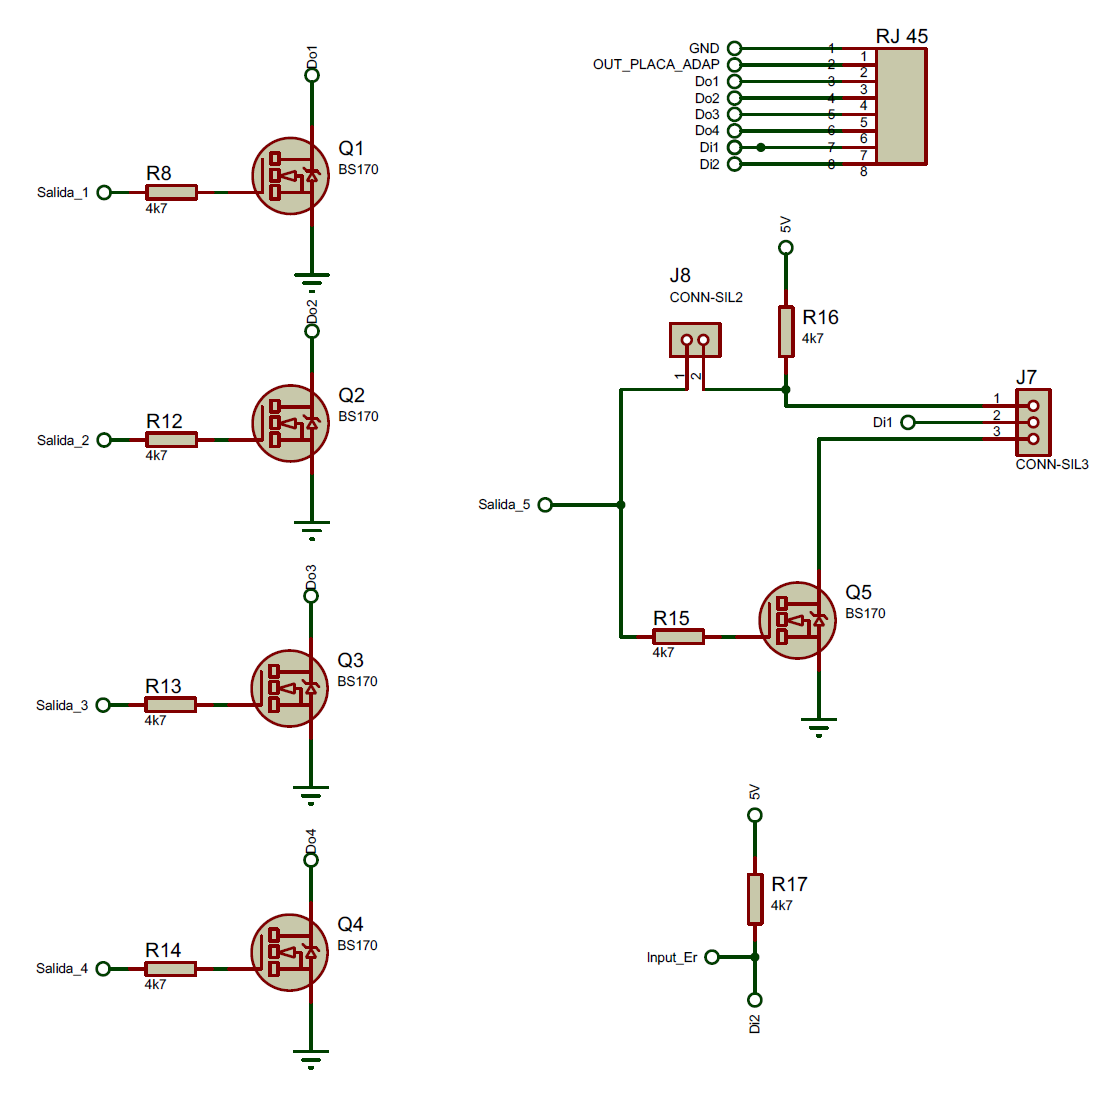 Do1
Q1
BS170
R8
4k7
Salida_1
Do2
Q2
BS170
R12
4k7
Salida_2
Do3
Q3
BS170
R13
4k7
Salida_3
Do4
Q4
BS170
R14
4k7
Salida_4
RJ 45
GND 1 1
OUT_PLACA_ADAP 2 2
Do1 3 3
Do2 4 4
Do3 5 5
Do4 6 6
Di1 7 7
Di2 8 8
5V
J8
CONN-SIL2
1 2
R16
4k7
J7
1
Di1 2
3
CONN-SIL3
Salida_5
Q5
BS170
R15
4k7
5V
R17
4k7
Input_Er
Di2